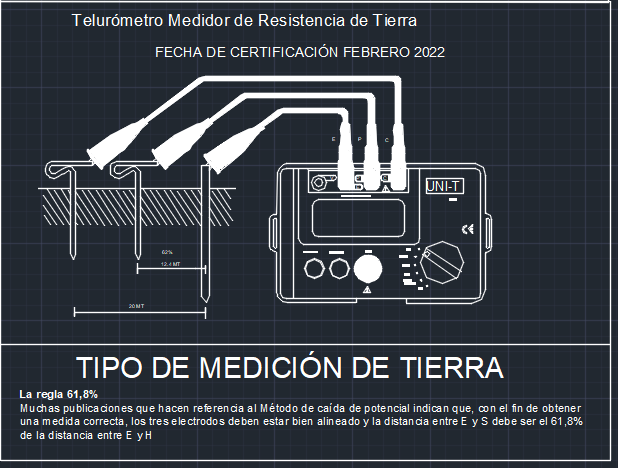 Telurómetro Medidor de Resistencia de Tierra
FECHA DE CERTIFICACIÓN FEBRERO 2022
E P C
UNI-T
CE
62%
12.4 MT
20 MT
TIPO DE MEDICIÓN DE TIERRA
La regla 61,8%
Muchas publicaciones que hacen referencia al Método de caída de potencial indican que, con el fin de obtener
una medida correcta, los tres electrodos deben estar bien alineado y la distancia entre E y S debe ser el 61,8%
de la distancia entre E y H